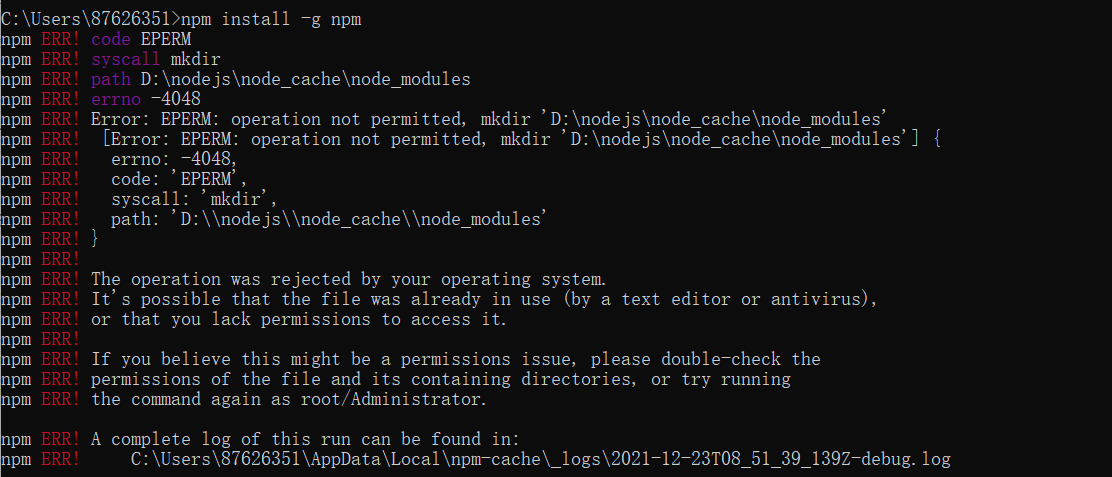 C:\Users\87626351>npm install -g npm
npm ERR! code EPERM
npm ERR! syscall mkdir
npm ERR! path D:\nodejs\node_cache\node_modules
npm ERR! errno -4048
npm ERR! Error: EPERM: operation not permitted, mkdir 'D:\nodejs\node_cache\node_modules'
npm ERR!  [Error: EPERM: operation not permitted, mkdir 'D:\nodejs\node_cache\node_modules'] {
npm ERR!   errno: -4048,
npm ERR!   code: 'EPERM',
npm ERR!   syscall: 'mkdir',
npm ERR!   path: 'D:\\nodejs\\node_cache\\node_modules'
npm ERR! }
npm ERR!
npm ERR! The operation was rejected by your operating system.
npm ERR! It's possible that the file was already in use (by a text editor or antivirus),
npm ERR! or that you lack permissions to access it.
npm ERR!
npm ERR! If you believe this might be a permissions issue, please double-check the
npm ERR! permissions of the file and its containing directories, or try running
npm ERR! the command again as root/Administrator.
npm ERR! A complete log of this run can be found in:
npm ERR!     C:\Users\87626351\AppData\Local\npm-cache\_logs\2021-12-23T08_51_39_139Z-debug.log